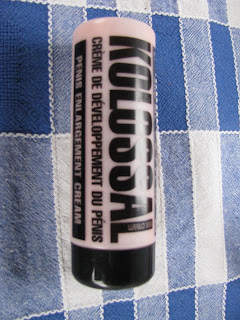 KOLOSSAL
CRÈME DE DÉVELOPPEMENT DU PÉNIS
PENIS ENLARGEMENT CREAM